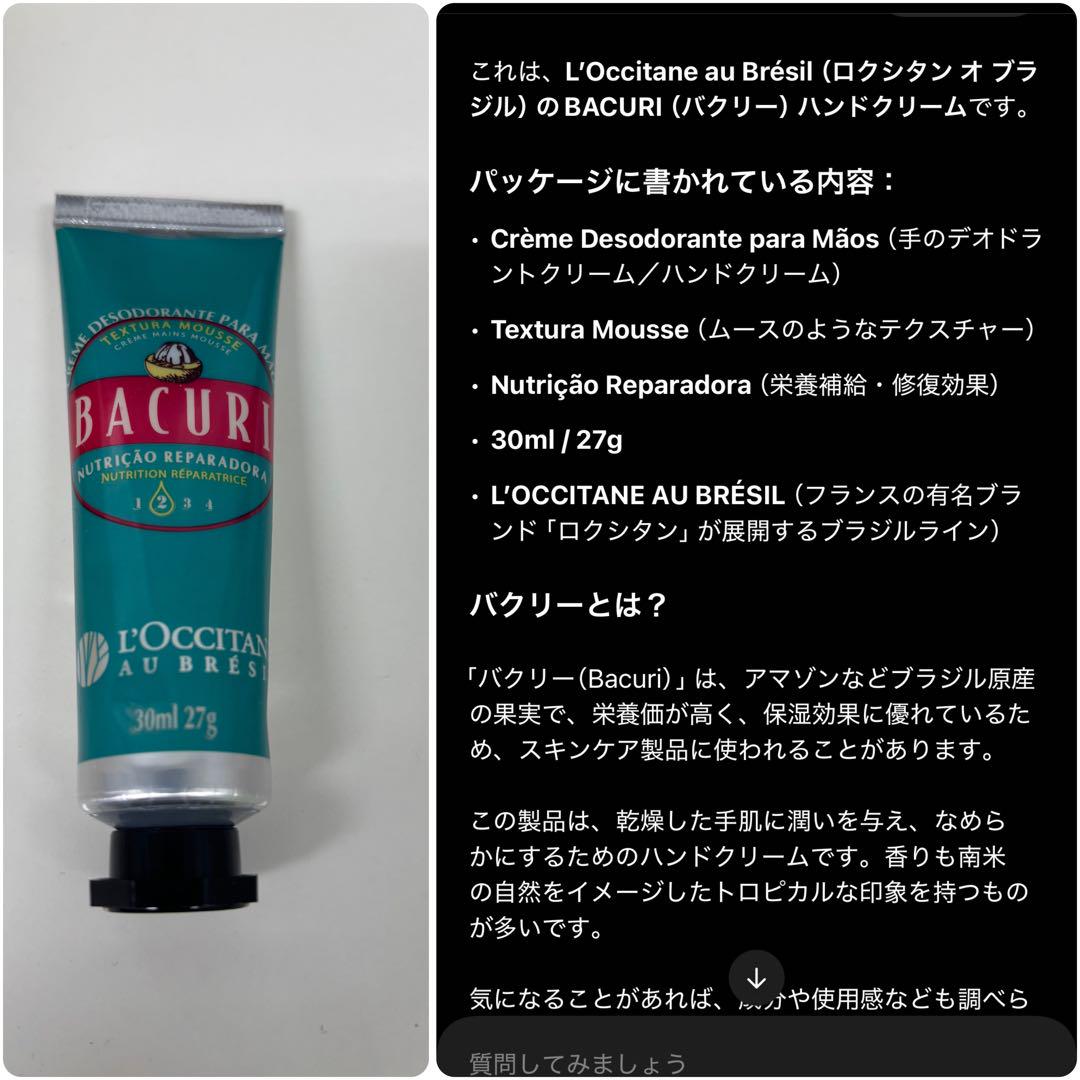 CRÈME DESODORANTE PARA
TEXTURA MOUSSE
CRÈME MAINS MOUSSE
BACURI
NUTRIÇÃO REPARADORA
NUTRITION RÉPARATRICE
1 2 3 4
L'OCCITAN
AU BRÉSI
30ml 27g
これは、L'Occitane au Brésil（ロクシタン オ ブラ
ジル）のBACURI（バクリー）ハンドクリームです。
パッケージに書かれている内容：
• Crème Desodorante para Mãos（手のデオドラ
ントクリーム／ハンドクリーム）
• Textura Mousse（ムースのようなテクスチャー）
• Nutrição Reparadora（栄養補給・修復効果）
• 30ml / 27g
• L'OCCITANE AU BRÉSIL（フランスの有名ブラ
ンド「ロクシタン」が展開するブラジルライン）
バクリーとは？
「バクリー（Bacuri）」は、アマゾンなどブラジル原産
の果実で、栄養価が高く、保湿効果に優れているた
め、スキンケア製品に使われることがあります。
この製品は、乾燥した手肌に潤いを与え、なめら
かにするためのハンドクリームです。香りも南米
の自然をイメージしたトロピカルな印象を持つもの
が多いです。
気になることがあれば、成分や使用感なども調べら
質問してみましょう